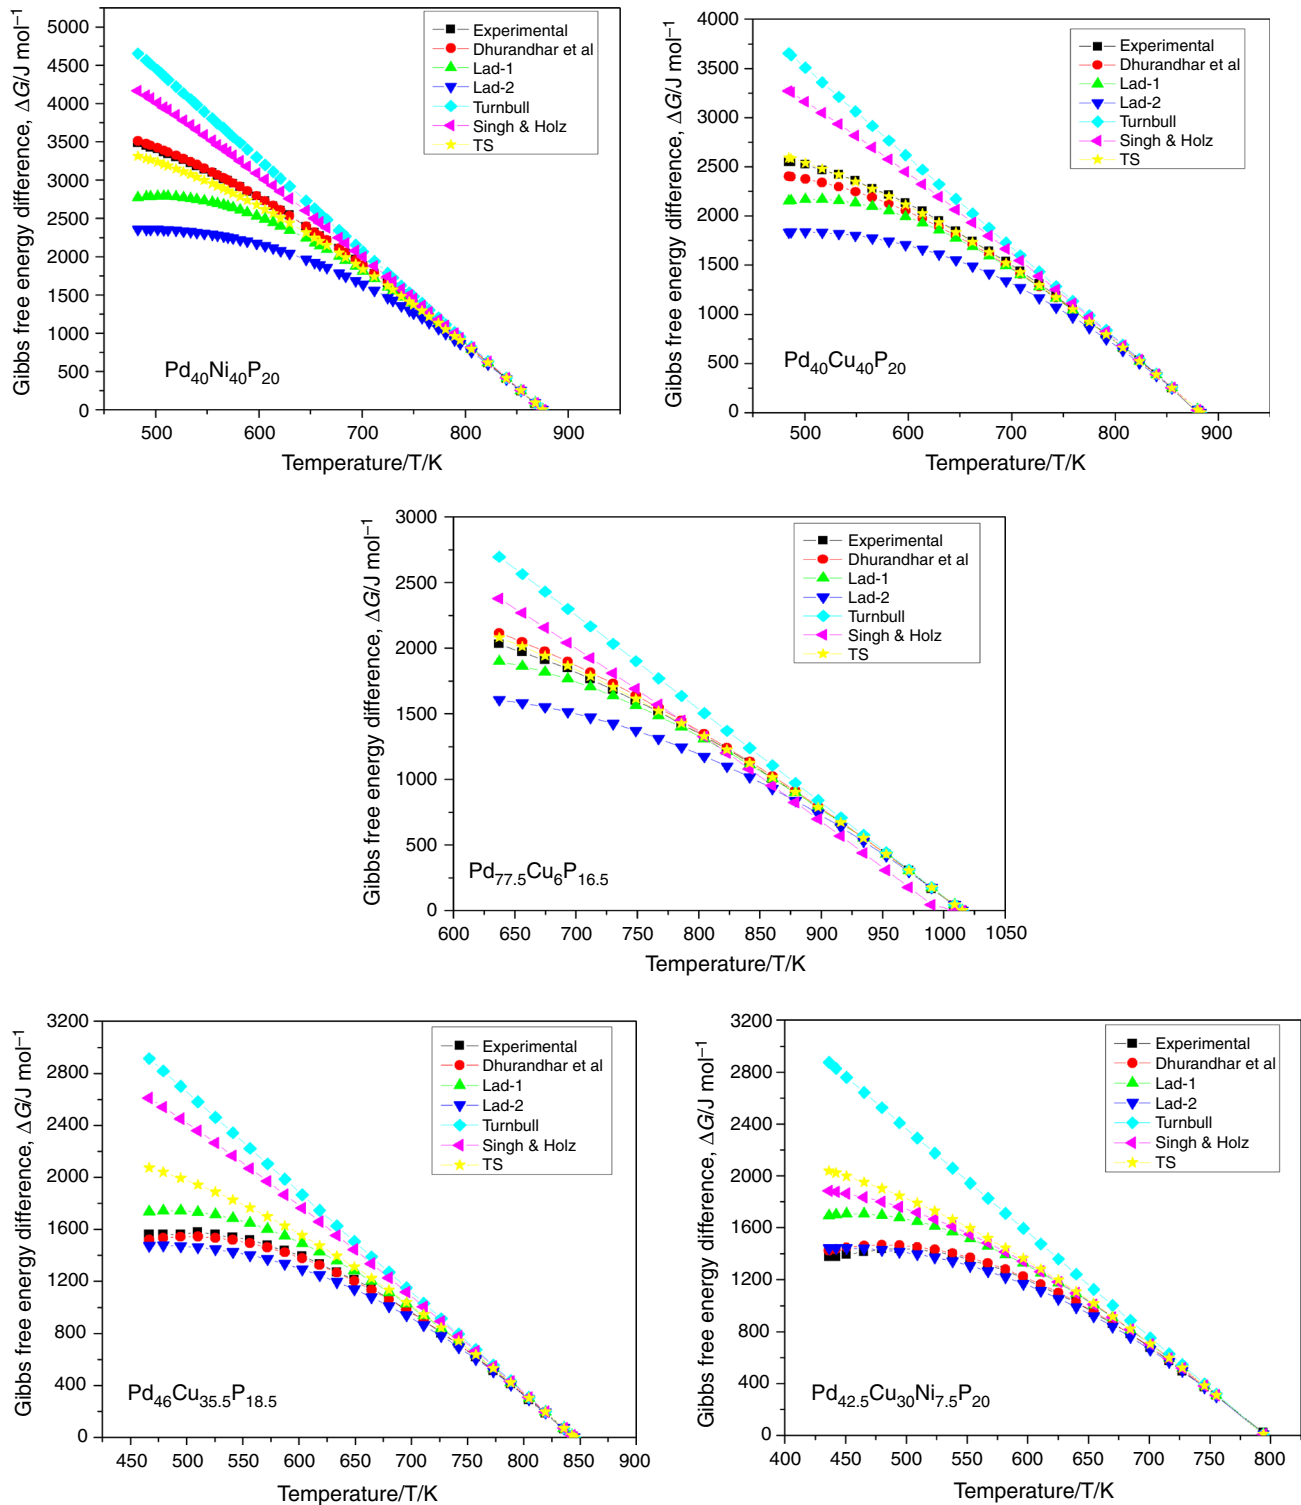 Gibbs free energy difference, ΔG/J mol⁻¹
5000
4500
4000
3500
3000
2500
2000
1500
1000
500
0
Experimental
Dhurandhar et al
Lad-1
Lad-2
Turnbull
Singh & Holz
TS
Pd₄₀Ni₄₀P₂₀
500 600 700 800 900
Temperature/T/K
Gibbs free energy difference, ΔG/J mol⁻¹
4000
3500
3000
2500
2000
1500
1000
500
0
Experimental
Dhurandhar et al
Lad-1
Lad-2
Turnbull
Singh & Holz
TS
Pd₄₀Cu₄₀P₂₀
500 600 700 800 900
Temperature/T/K
Gibbs free energy difference, ΔG/J mol⁻¹
3000
2500
2000
1500
1000
500
0
Experimental
Dhurandhar et al
Lad-1
Lad-2
Turnbull
Singh & Holz
TS
Pd₇₇.₅Cu₆P₁₆.₅
600 650 700 750 800 850 900 950 1000 1050
Temperature/T/K
Gibbs free energy difference, ΔG/J mol⁻¹
3200
2800
2400
2000
1600
1200
800
400
0
Experimental
Dhurandhar et al
Lad-1
Lad-2
Turnbull
Singh & Holz
TS
Pd₄₆Cu₃₅.₅P₁₈.₅
450 500 550 600 650 700 750 800 850 900
Temperature/T/K
Gibbs free energy difference, ΔG/J mol⁻¹
3200
2800
2400
2000
1600
1200
800
400
0
Experimental
Dhurandhar et al
Lad-1
Lad-2
Turnbull
Singh & Holz
TS
Pd₄₂.₅Cu₃₀Ni₇.₅P₂₀
400 450 500 550 600 650 700 750 800
Temperature/T/K